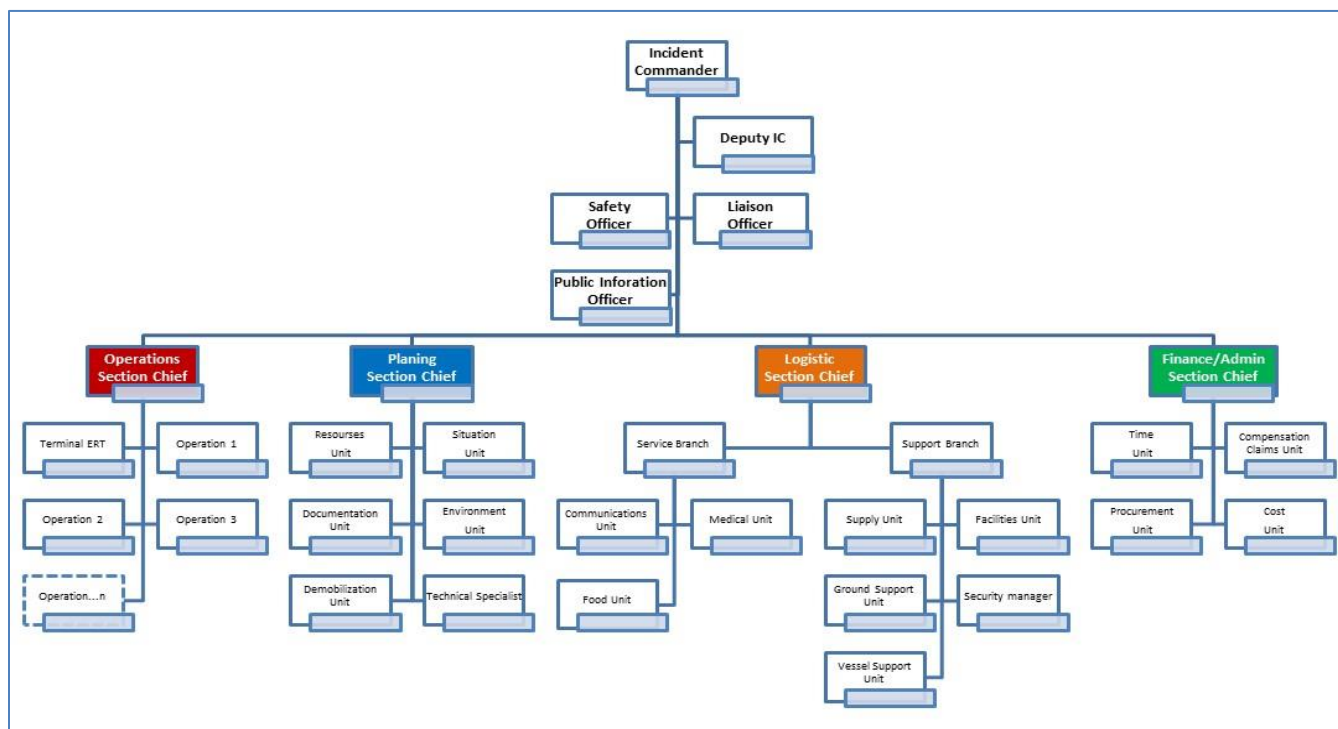 Incident
Commander
Deputy IC
Safety
Officer
Liaison
Officer
Public Inforation
Officer
Operations
Section Chief
Planing
Section Chief
Logistic
Section Chief
Finance/Admin
Section Chief
Terminal ERT
Operation 1
Resourses
Unit
Situation
Unit
Service Branch
Support Branch
Time
Unit
Compensation
Claims Unit
Operation 2
Operation 3
Documentation
Unit
Environment
Unit
Communications
Unit
Medical Unit
Supply Unit
Facilities Unit
Procurement
Unit
Cost
Unit
Operation...n
Demobilization
Unit
Technical Specialist
Food Unit
Ground Support
Unit
Security manager
Vessel Support
Unit